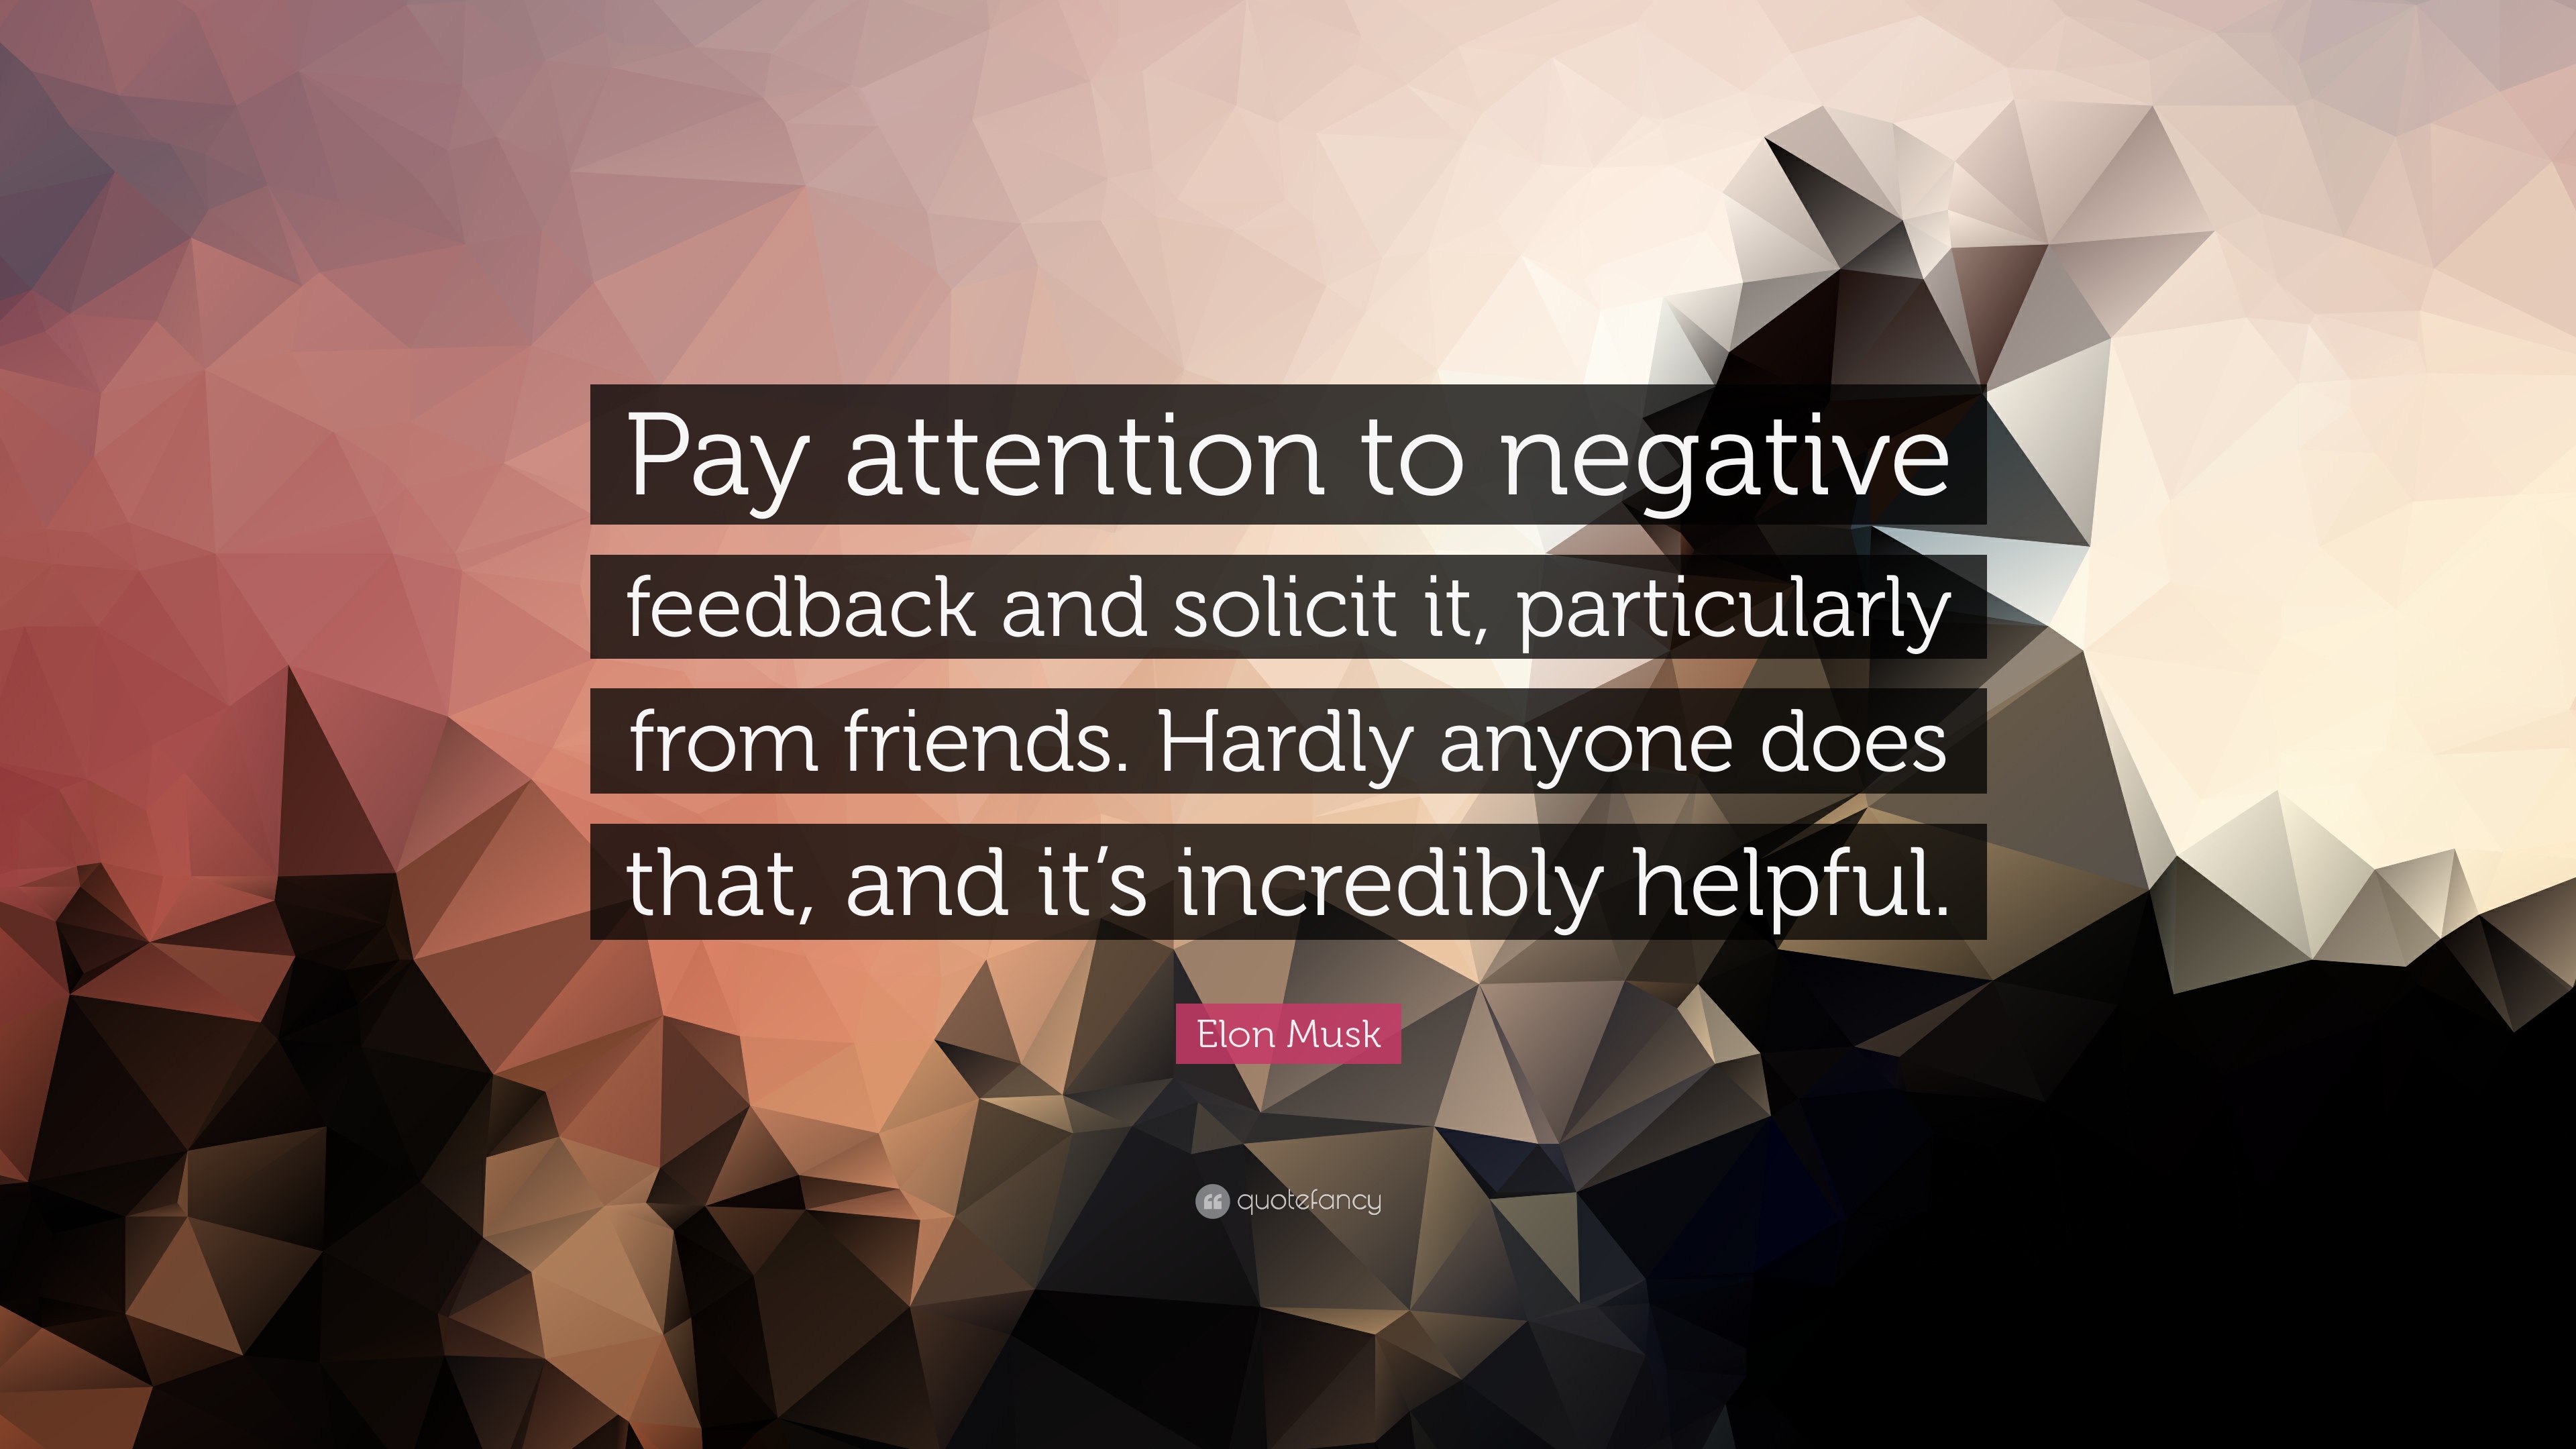 Pay attention to negative
feedback and solicit it, particularly
from friends. Hardly anyone does
that, and it’s incredibly helpful.
Elon Musk
quotefancy